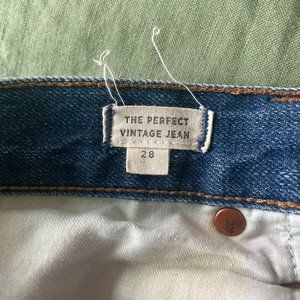 THE PERFECT
VINTAGE JEAN
28